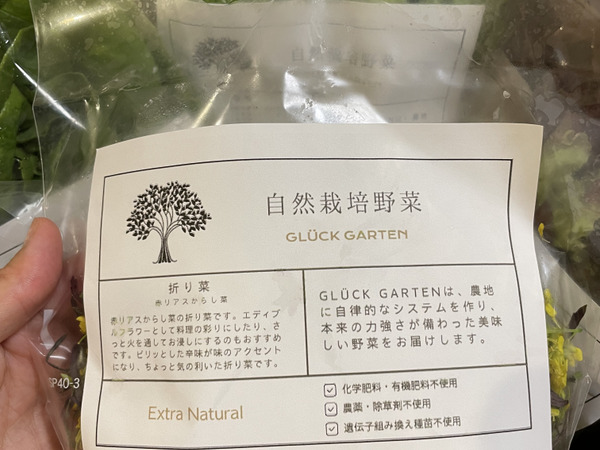 自然栽培野菜
GLÜCK GARTEN
折り菜
赤リアスからし菜
赤リアスからし菜の折り菜です。エディブ
ルフラワーとして料理の彩りにしたり、さ
っと火を通してお浸しにするのもおすすめ
です。ピリッとした辛味が味のアクセント
になり、ちょっと気の利いた折り菜です。
GLÜCK GARTENは、農地
に自律的なシステムを作り、
本来の力強さが備わった美味
しい野菜をお届けします。
Extra Natural
化学肥料・有機肥料不使用
農薬・除草剤不使用
遺伝子組み換え種苗不使用
P40-3